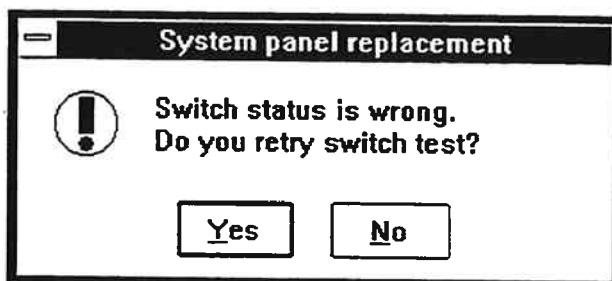 System panel replacement
Switch status is wrong.
Do you retry switch test?
Yes
No